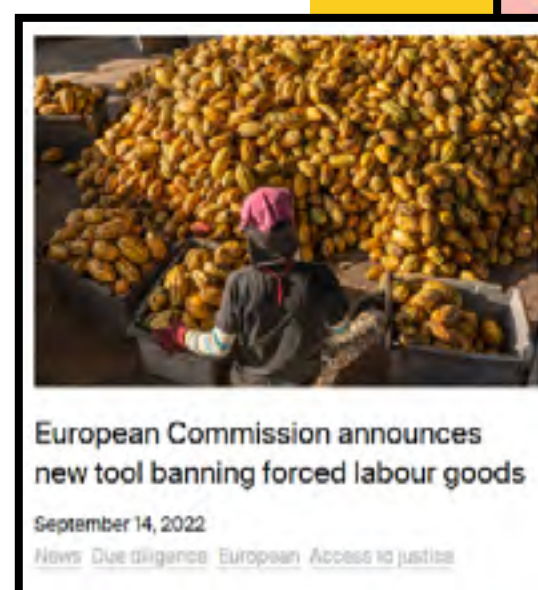 European Commission announces
new tool banning forced labour goods
September 14, 2022
News Due diligence European Access to justice